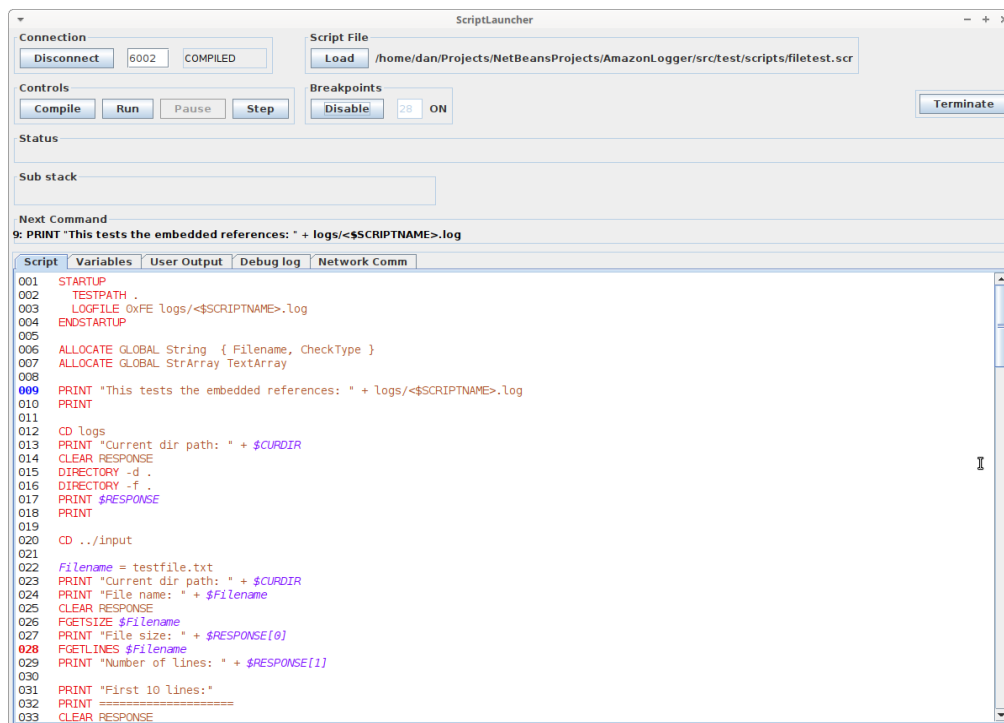 ScriptLauncher
Connection
Disconnect 6002 COMPILED
Script File
Load /home/dan/Projects/NetBeansProjects/AmazonLogger/src/test/scripts/filetest.scr
Controls
Compile Run Pause Step
Breakpoints
Disable 28 ON
Terminate
Status
Sub stack
Next Command
9: PRINT "This tests the embedded references: " + logs/<$SCRIPTNAME>.log
Script Variables User Output Debug log Network Comm
001 STARTUP
002 TESTPATH .
003 LOGFILE 0xFE logs/<$SCRIPTNAME>.log
004 ENDSTARTUP
005
006 ALLOCATE GLOBAL String { Filename, CheckType }
007 ALLOCATE GLOBAL StrArray TextArray
008
009 PRINT "This tests the embedded references: " + logs/<$SCRIPTNAME>.log
010 PRINT
011
012 CD logs
013 PRINT "Current dir path: " + $CURDIR
014 CLEAR RESPONSE
015 DIRECTORY -d .
016 DIRECTORY -f .
017 PRINT $RESPONSE
018 PRINT
019
020 CD ../input
021
022 Filename = testfile.txt
023 PRINT "Current dir path: " + $CURDIR
024 PRINT "File name: " + $Filename
025 CLEAR RESPONSE
026 FGETSIZE $Filename
027 PRINT "File size: " + $RESPONSE[0]
028 FGETLINES $Filename
029 PRINT "Number of lines: " + $RESPONSE[1]
030
031 PRINT "First 10 lines:"
032 PRINT ====================
033 CLEAR RESPONSE